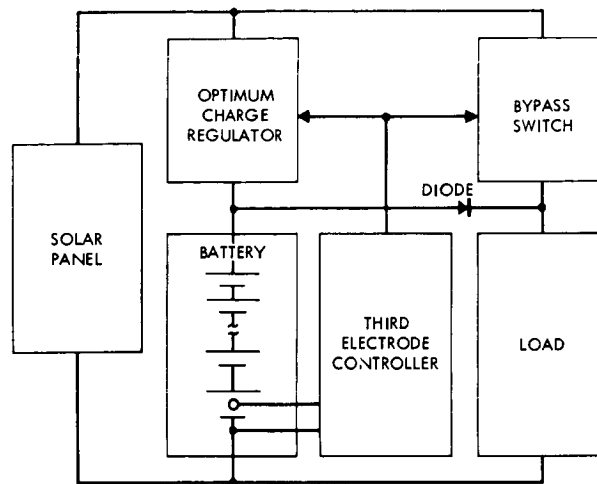 OPTIMUM
CHARGE
REGULATOR
BYPASS
SWITCH
DIODE
SOLAR
PANEL
BATTERY
THIRD
ELECTRODE
CONTROLLER
LOAD